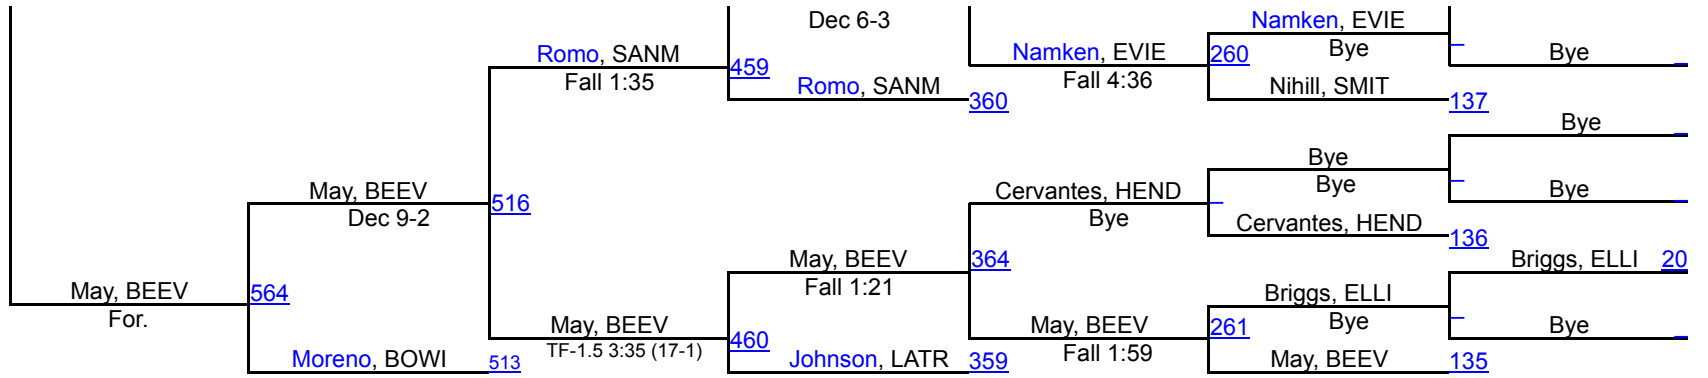 Dec 6-3
Namken, EVIE
Romo, SANM
Namken, EVIE
260
Bye
Bye
Fall 1:35
459
Fall 4:36
Romo, SANM
360
Nihill, SMIT
137
Bye
Bye
May, BEEV
Cervantes, HEND
Bye
Bye
516
Dec 9-2
Bye
Cervantes, HEND
136
May, BEEV
364
Briggs, ELLI
20
May, BEEV
564
Fall 1:21
Briggs, ELLI
For.
May, BEEV
May, BEEV
261
Bye
Bye
TF-1.5 3:35 (17-1)
460
Fall 1:59
Moreno, BOWI
513
Johnson, LATR
359
May, BEEV
135